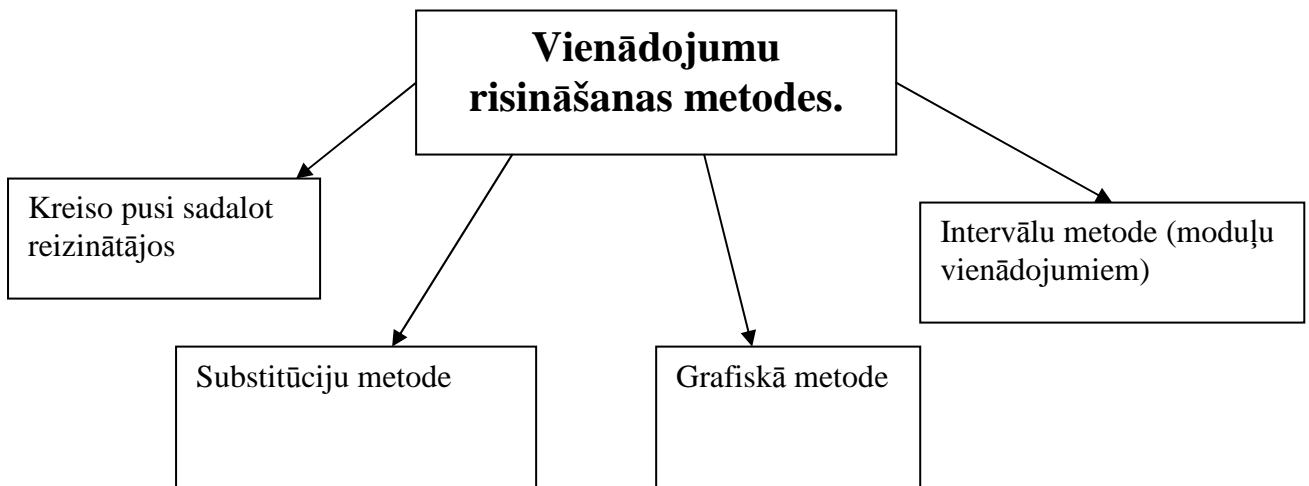 Vienādojumu
risināšanas metodes.
Kreiso pusi sadalot
reizinātājos
Intervālu metode (moduļu
vienādojumiem)
Substitūciju metode
Grafiskā metode